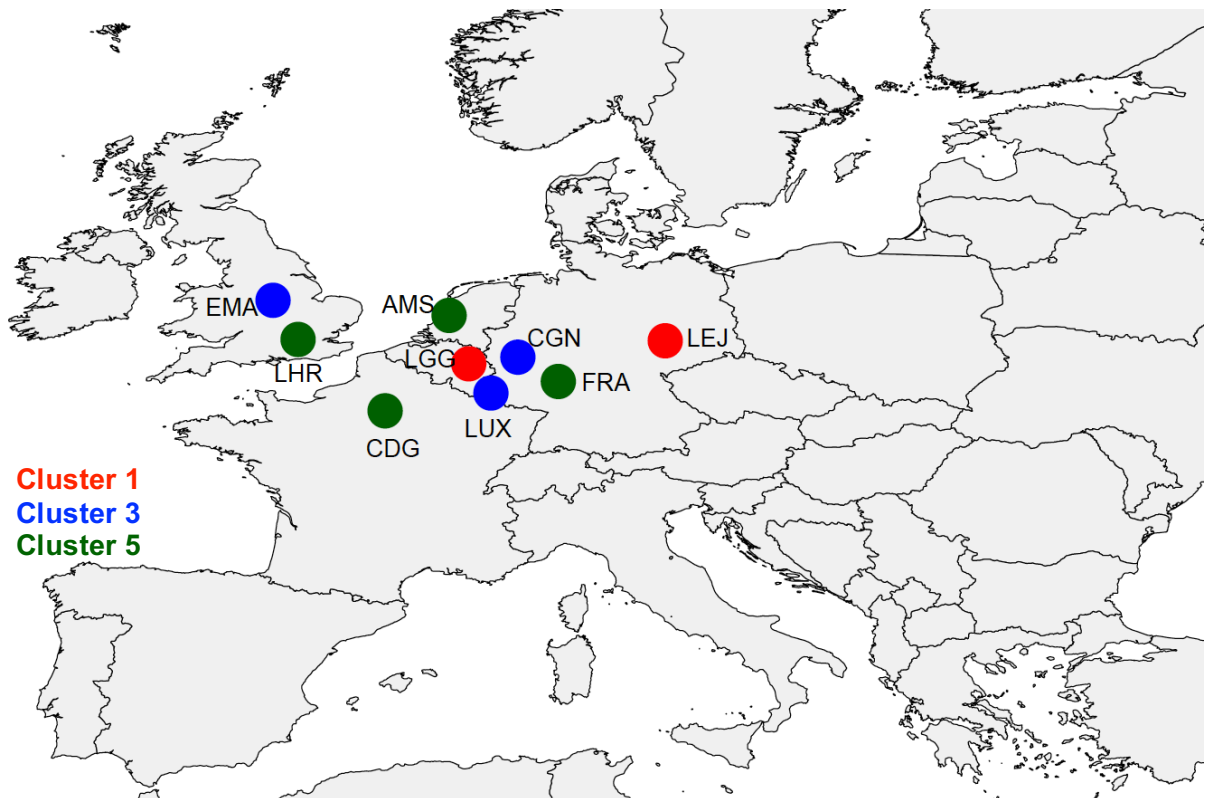 EMA
LHR
AMS
LGG
CGN
LEJ
FRA
LUX
CDG
Cluster 1
Cluster 3
Cluster 5